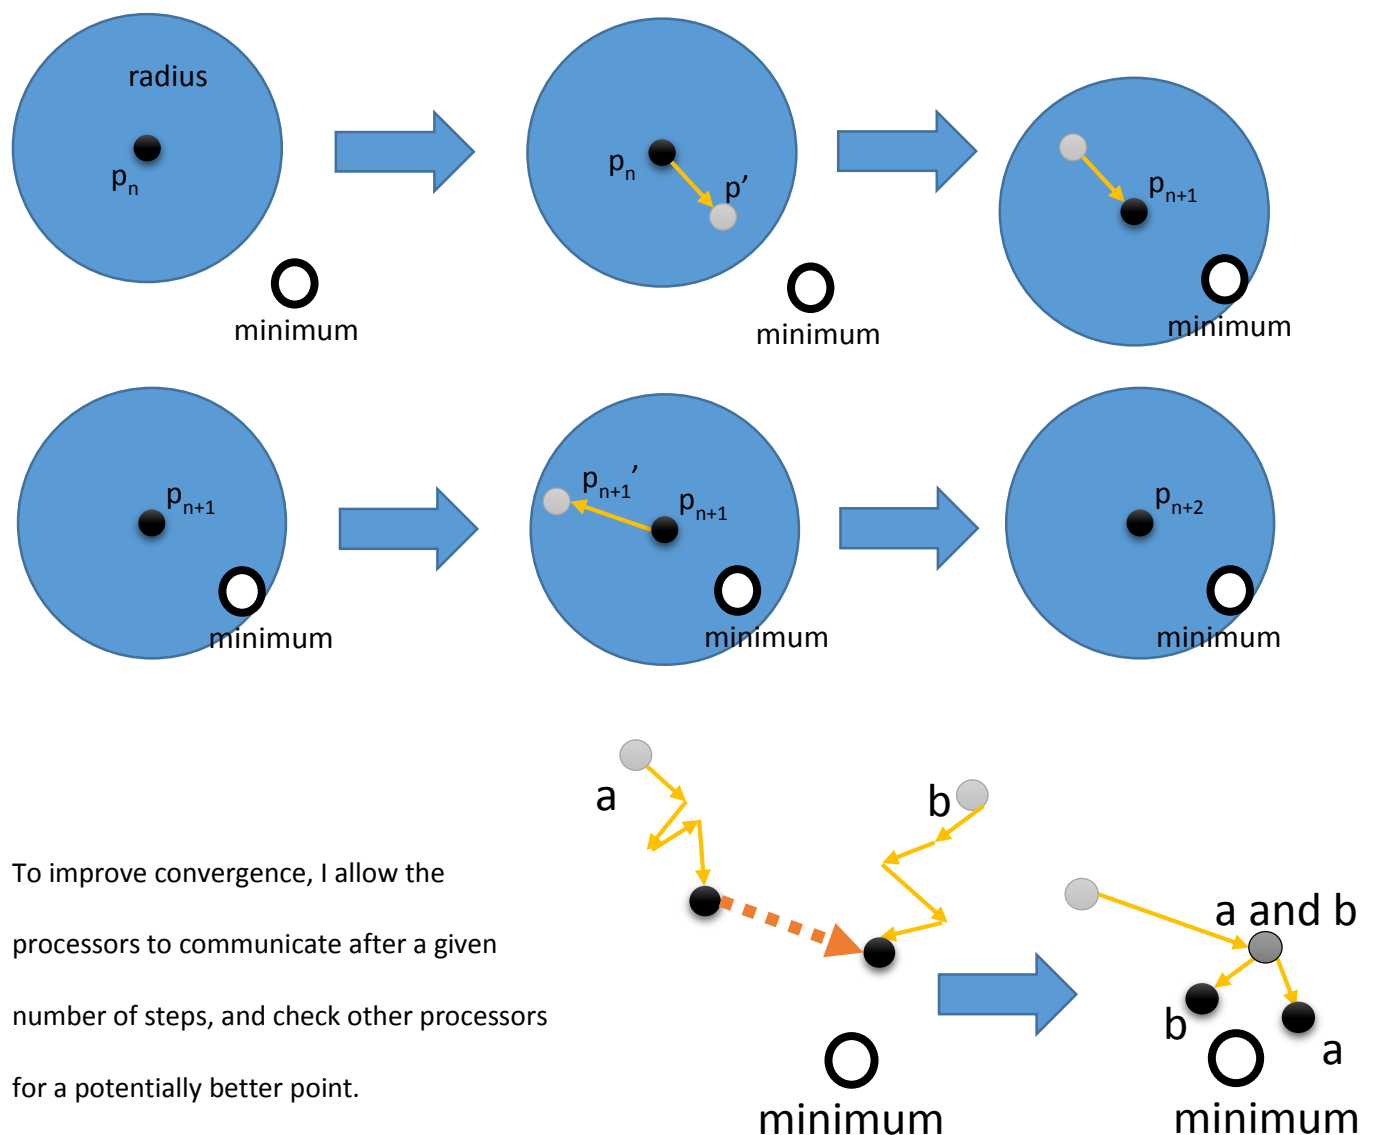 radius
pn
minimum
pn
p’
minimum
pn+1
minimum
pn+1
minimum
pn+1’
pn+1
minimum
pn+2
minimum
a
b
minimum
a and b
b
a
minimum
To improve convergence, I allow the
processors to communicate after a given
number of steps, and check other processors
for a potentially better point.